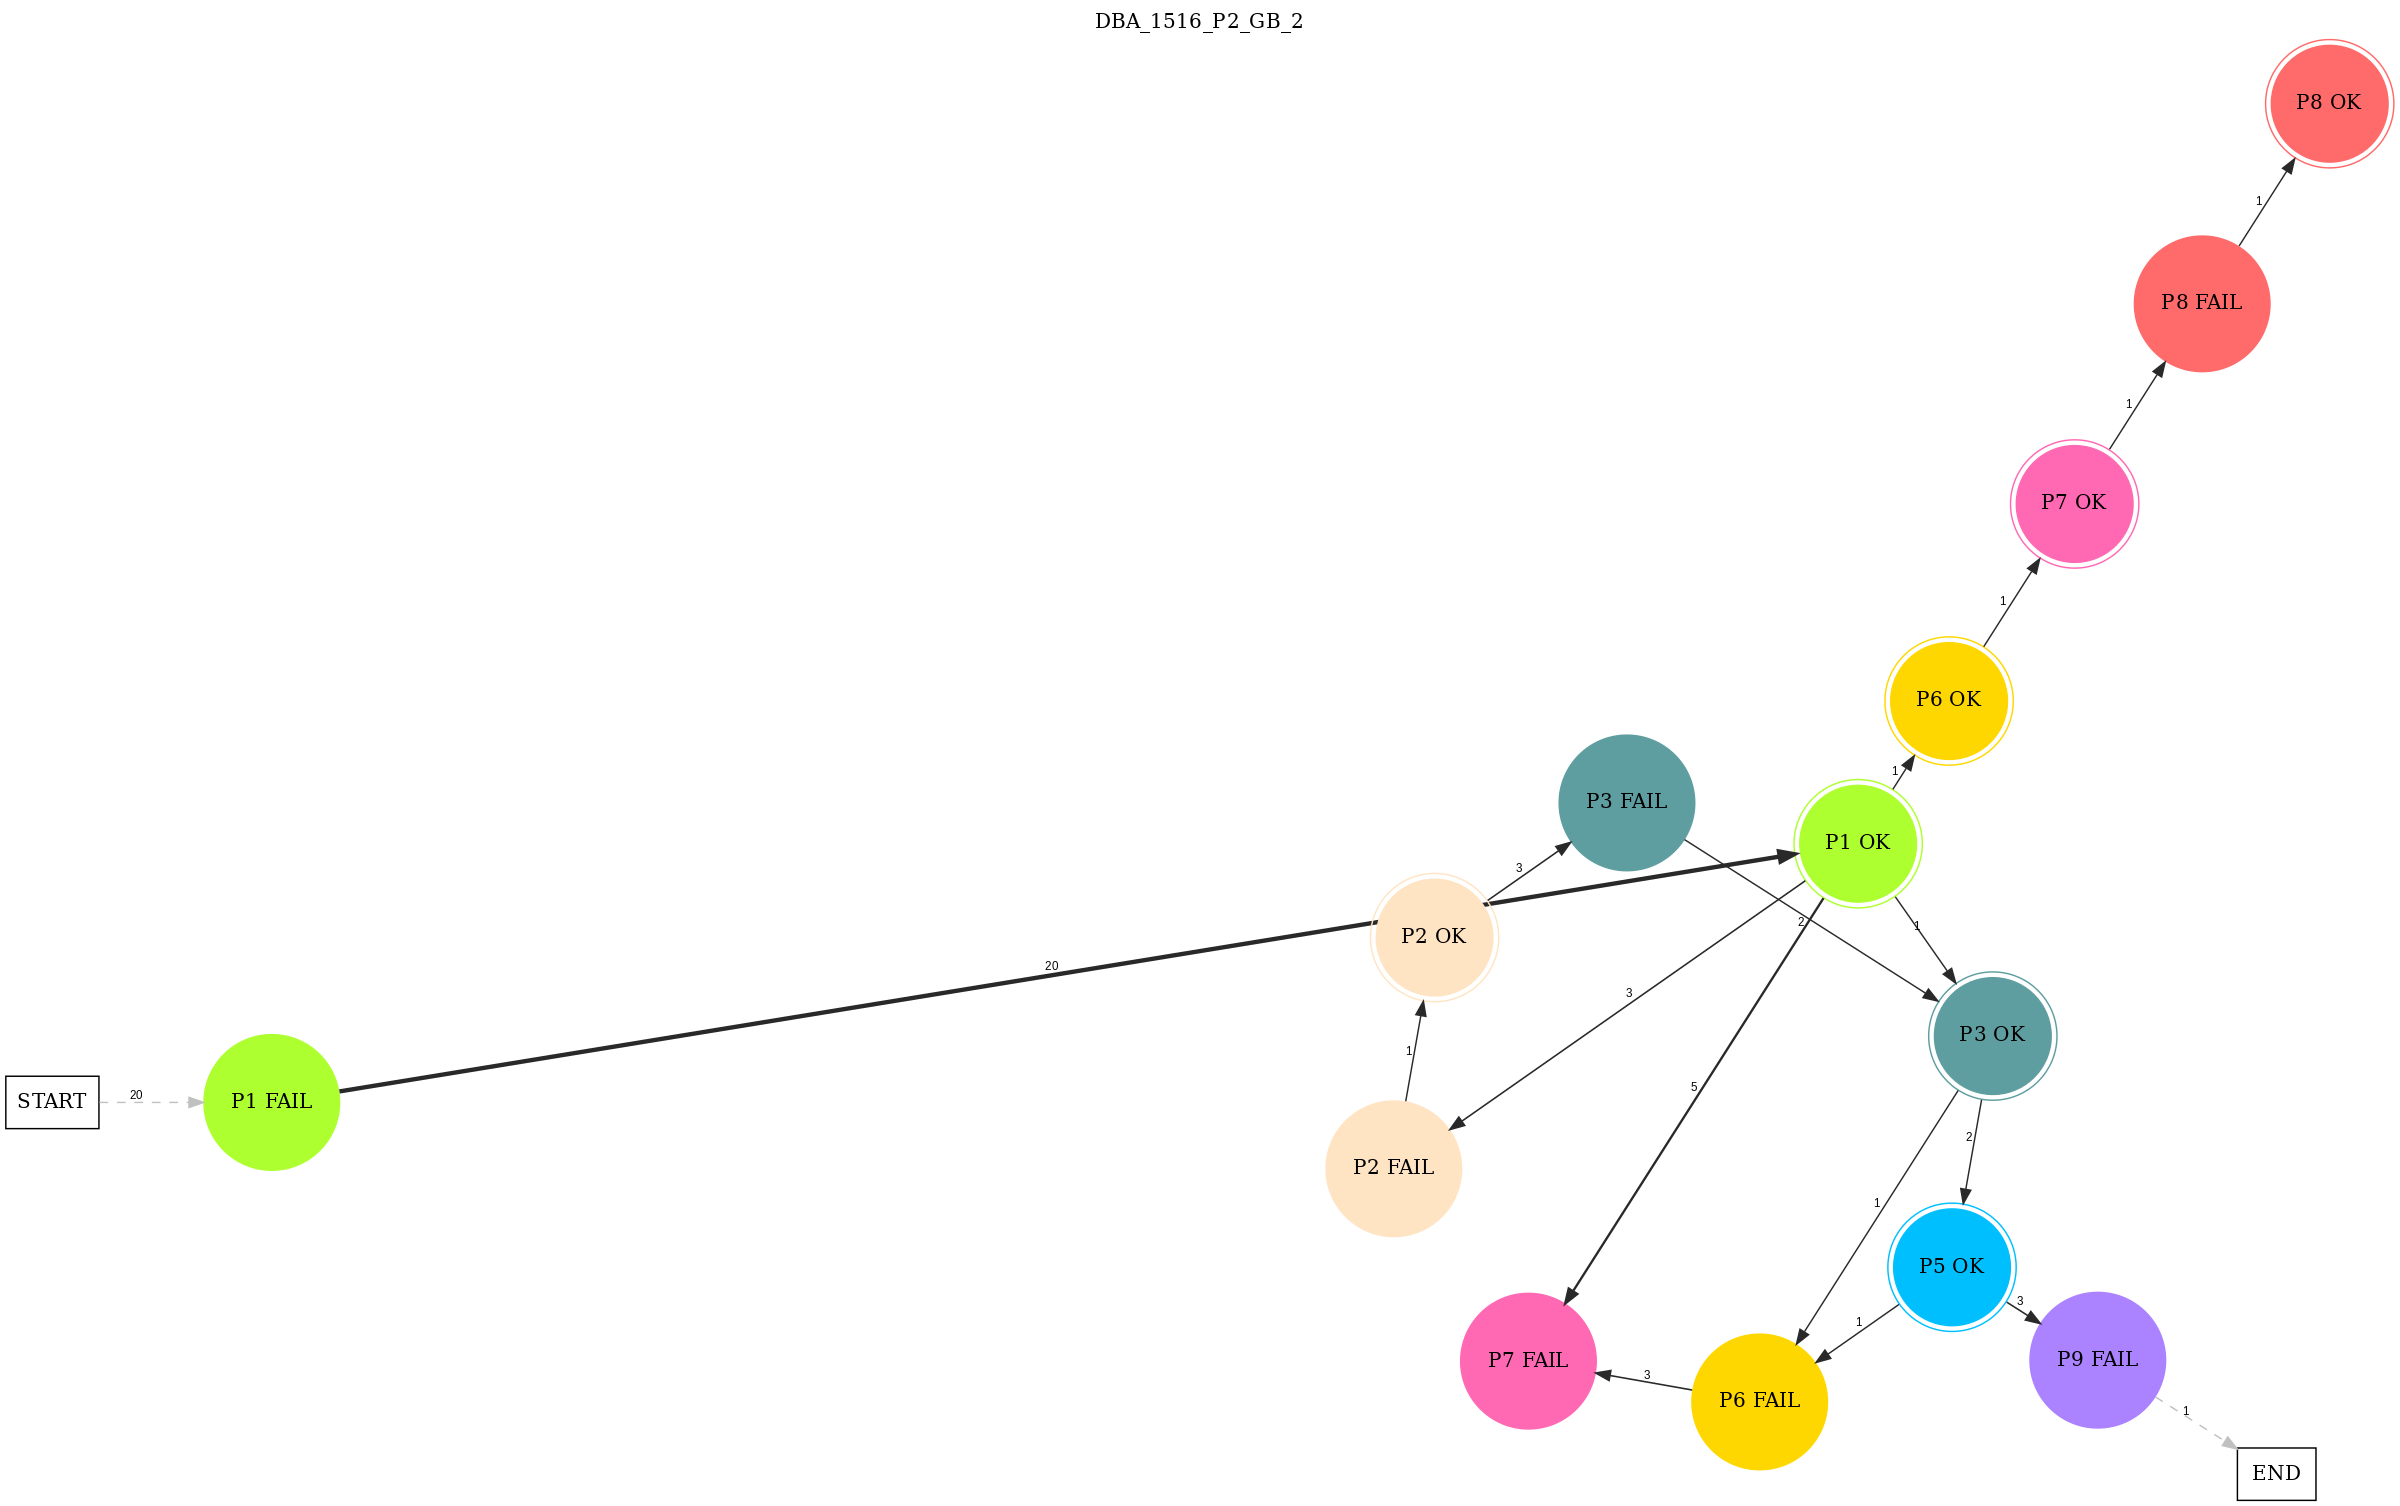 DBA_1516_P2_GB_2
P8 OK
1
P8 FAIL
1
P7 OK
1
P6 OK
1
P3 FAIL
P1 OK
3
P2 OK
2
1
20
3
P3 OK
1
5
START
20
P1 FAIL
2
P2 FAIL
1
P5 OK
3
1
P7 FAIL
3
P6 FAIL
P9 FAIL
1
END